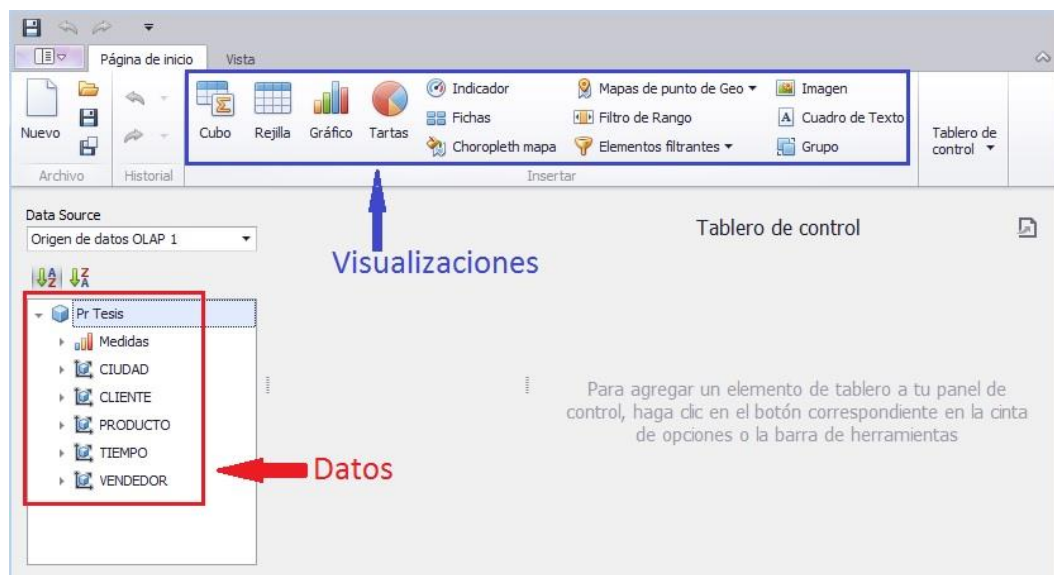 Página de inicio Vista
Nuevo
Cubo Rejilla Gráfico Tartas
Indicador
Fichas
Choropleth mapa
Mapas de punto de Geo
Filtro de Rango
Elementos filtrantes
Imagen
A Cuadro de Texto
Grupo
Tablero de
control
Archivo Historial Insertar
Data Source
Origen de datos OLAP 1
A
Z
Z
A
Visualizaciones
Tablero de control
Pr Tesis
Medidas
CIUDAD
CLIENTE
PRODUCTO
TIEMPO
VENDEDOR
Datos
Para agregar un elemento de tablero a tu panel de
control, haga clic en el botón correspondiente en la cinta
de opciones o la barra de herramientas